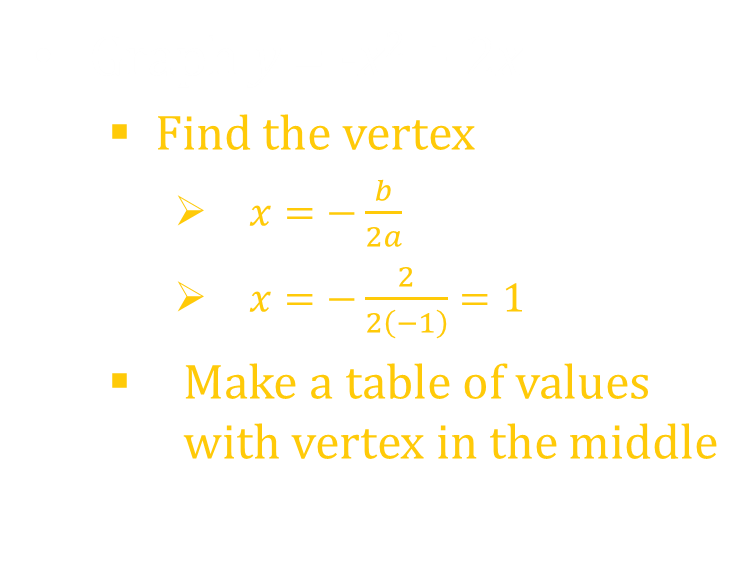 ▪ Find the vertex
➢ x = −b/2a
➢ x = −2/2(−1) = 1
▪ Make a table of values
with vertex in the middle